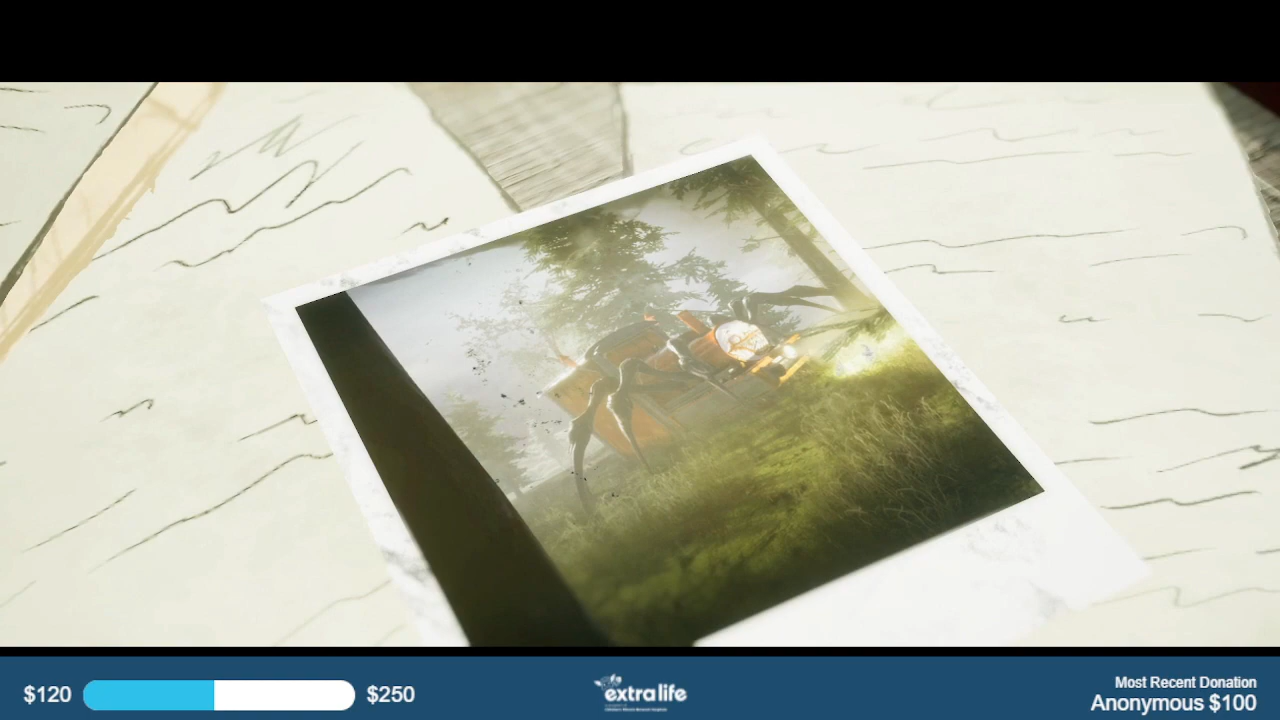 $120
$250
extralife
Most Recent Donation
Anonymous $100